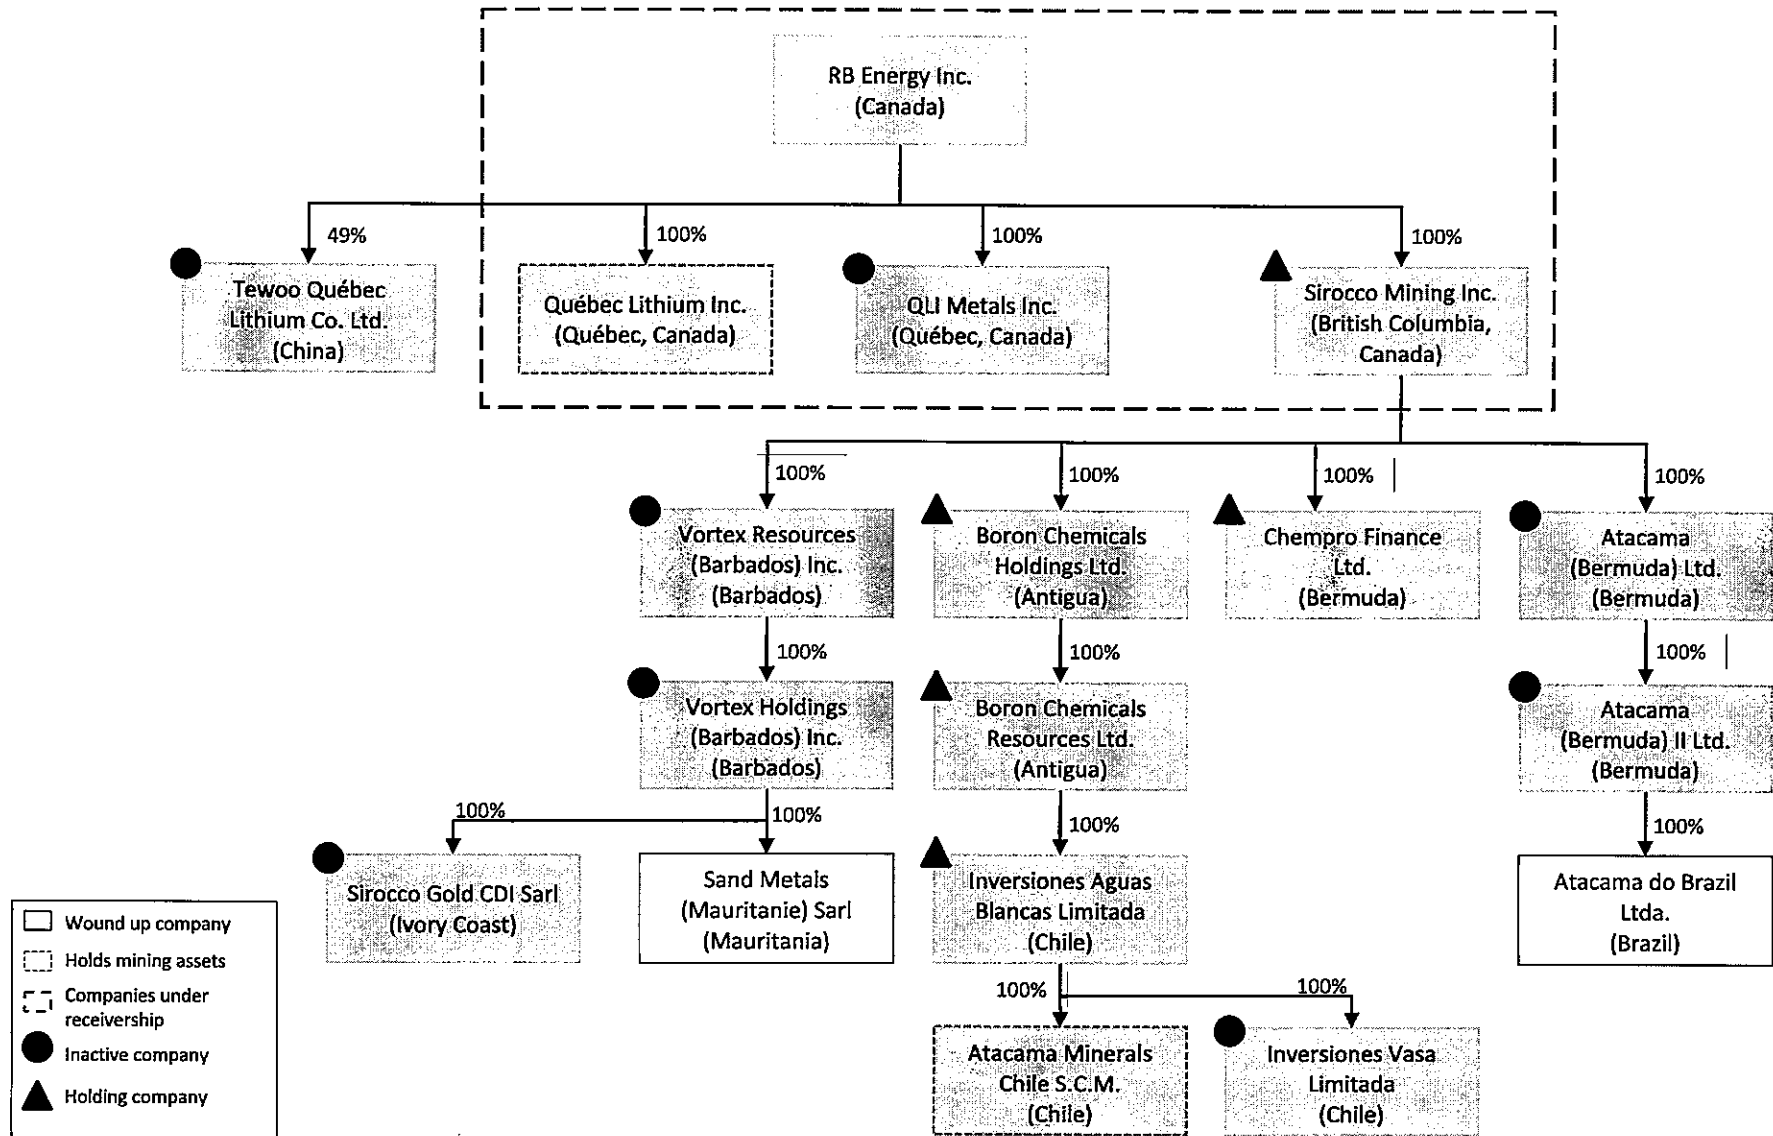 RB Energy Inc.
(Canada)
49%
100%
100%
100%
Tewoo Québec
Lithium Co. Ltd.
(China)
Québec Lithium Inc.
(Québec, Canada)
QLI Metals Inc.
(Québec, Canada)
Sirocco Mining Inc.
(British Columbia,
Canada)
100%
100%
100%
100%
Vortex Resources
(Barbados) Inc.
(Barbados)
Boron Chemicals
Holdings Ltd.
(Antigua)
Chempro Finance
Ltd.
(Bermuda)
Atacama
(Bermuda) Ltd.
(Bermuda)
100%
100%
100%
Vortex Holdings
(Barbados) Inc.
(Barbados)
Boron Chemicals
Resources Ltd.
(Antigua)
Atacama
(Bermuda) II Ltd.
(Bermuda)
100%
100%
100%
100%
Sirocco Gold CDI Sarl
(Ivory Coast)
Sand Metals
(Mauritanie) Sarl
(Mauritania)
Inversiones Aguas
Blancas Limitada
(Chile)
Atacama do Brazil
Ltda.
(Brazil)
100%
100%
Atacama Minerals
Chile S.C.M.
(Chile)
Inversiones Vasa
Limitada
(Chile)
Wound up company
Holds mining assets
Companies under
receivership
Inactive company
Holding company